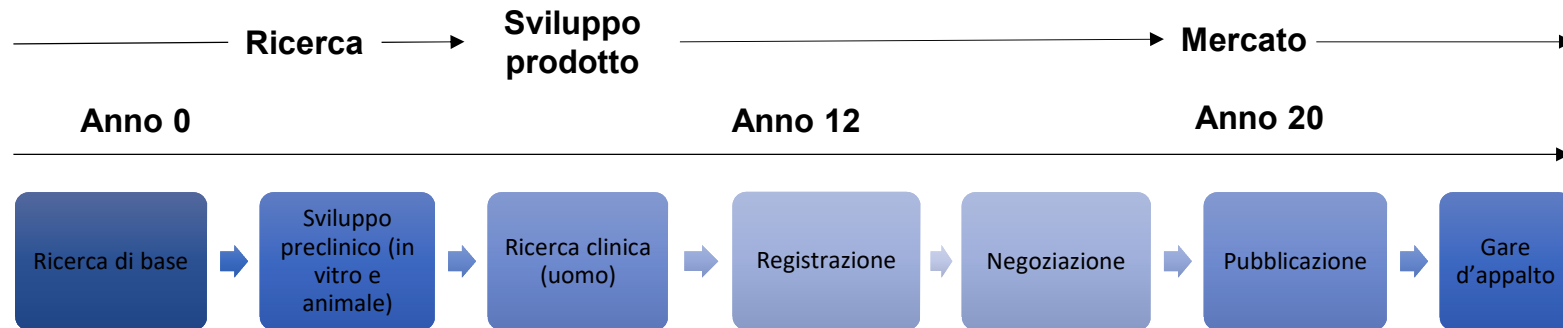 Ricerca
Sviluppo
prodotto
Mercato
Anno 0
Anno 12
Anno 20
Ricerca di base
Sviluppo
preclinico (in
vitro e
animale)
Ricerca clinica
(uomo)
Registrazione
Negoziazione
Pubblicazione
Gare
d’appalto